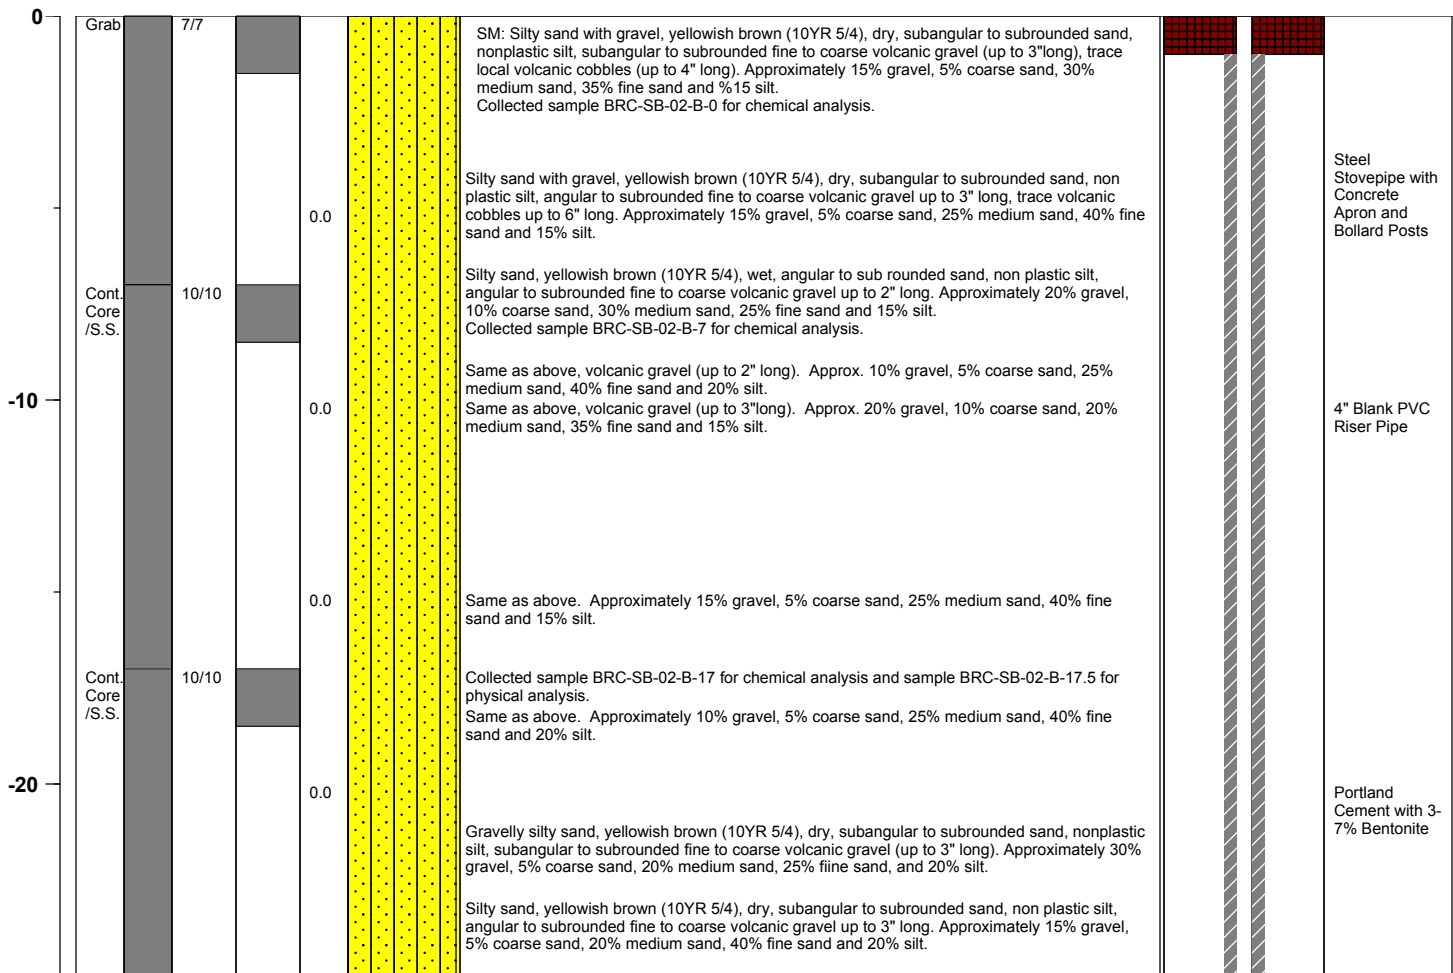 0
Grab
7/7
SM: Silty sand with gravel, yellowish brown (10YR 5/4), dry, subangular to subrounded sand,
nonplastic silt, subangular to subrounded fine to coarse volcanic gravel (up to 3"long), trace
local volcanic cobbles (up to 4" long). Approximately 15% gravel, 5% coarse sand, 30%
medium sand, 35% fine sand and %15 silt.
Collected sample BRC-SB-02-B-0 for chemical analysis.
Steel
Stovepipe with
Concrete
Apron and
Bollard Posts
Silty sand with gravel, yellowish brown (10YR 5/4), dry, subangular to subrounded sand, non
plastic silt, angular to subrounded fine to coarse volcanic gravel up to 3" long, trace volcanic
cobbles up to 6" long. Approximately 15% gravel, 5% coarse sand, 25% medium sand, 40% fine
sand and 15% silt.
0.0
Cont.
Core
/S.S.
10/10
Silty sand, yellowish brown (10YR 5/4), wet, angular to sub rounded sand, non plastic silt,
angular to subrounded fine to coarse volcanic gravel up to 2" long. Approximately 20% gravel,
10% coarse sand, 30% medium sand, 25% fine sand and 15% silt.
Collected sample BRC-SB-02-B-7 for chemical analysis.
Same as above, volcanic gravel (up to 2" long).  Approx. 10% gravel, 5% coarse sand, 25%
medium sand, 40% fine sand and 20% silt.
-10
0.0
Same as above, volcanic gravel (up to 3"long).  Approx. 20% gravel, 10% coarse sand, 20%
medium sand, 35% fine sand and 15% silt.
4" Blank PVC
Riser Pipe
0.0
Same as above.  Approximately 15% gravel, 5% coarse sand, 25% medium sand, 40% fine
sand and 15% silt.
Cont.
Core
/S.S.
10/10
Collected sample BRC-SB-02-B-17 for chemical analysis and sample BRC-SB-02-B-17.5 for
physical analysis.
Same as above.  Approximately 10% gravel, 5% coarse sand, 25% medium sand, 40% fine
sand and 20% silt.
-20
0.0
Portland
Cement with 3-
7% Bentonite
Gravelly silty sand, yellowish brown (10YR 5/4), dry, subangular to subrounded sand, nonplastic
silt, subangular to subrounded fine to coarse volcanic gravel (up to 3" long). Approximately 30%
gravel, 5% coarse sand, 20% medium sand, 25% fiine sand, and 20% silt.
Silty sand, yellowish brown (10YR 5/4), dry, subangular to subrounded sand, non plastic silt,
angular to subrounded fine to coarse volcanic gravel up to 3" long. Approximately 15% gravel,
5% coarse sand, 20% medium sand, 40% fine sand and 20% silt.